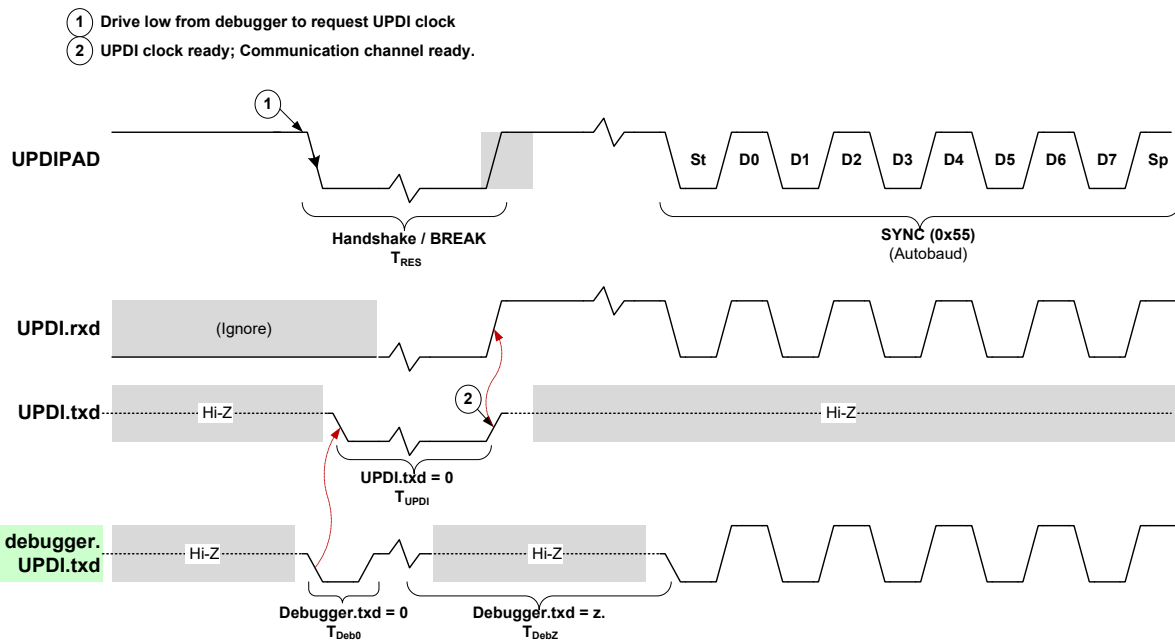 1 Drive low from debugger to request UPDI clock
2 UPDI clock ready; Communication channel ready.
1
UPDIPAD
St D0 D1 D2 D3 D4 D5 D6 D7 Sp
Handshake / BREAK
TRES
SYNC (0x55)
(Autobaud)
UPDI.rxd
(Ignore)
UPDI.txd
Hi-Z
2
Hi-Z
UPDI.txd = 0
TUPDI
debugger.
UPDI.txd
Hi-Z
Hi-Z
Debugger.txd = 0
TDeb0
Debugger.txd = z.
TDebZ